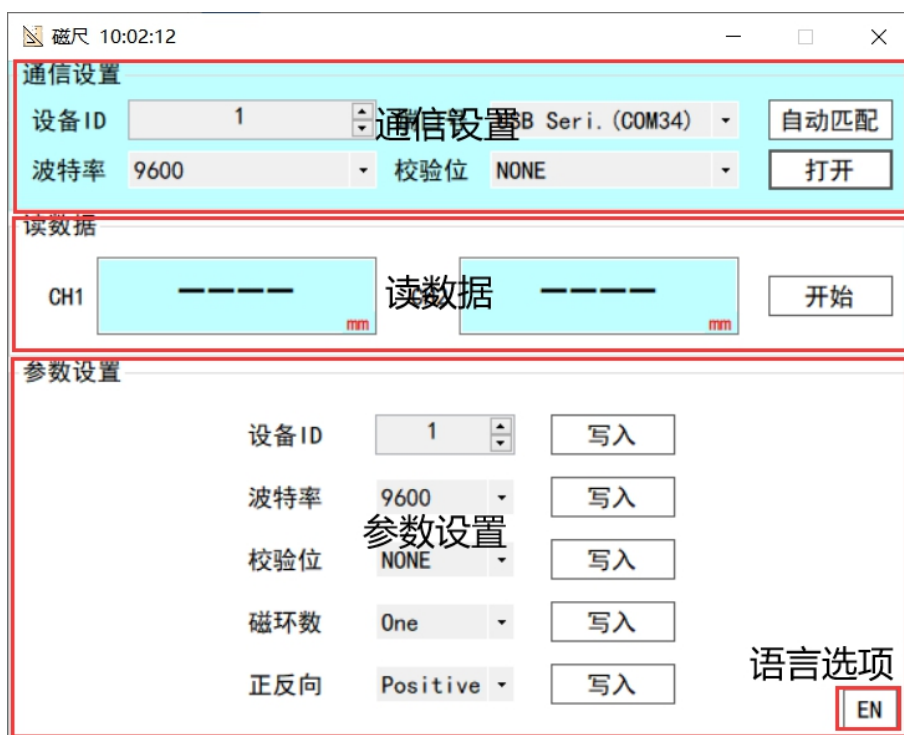 磁尺 10:02:12
通信设置
设备ID 1 通信设置 USB Seri.(COM34) 自动匹配
波特率 9600 校验位 NONE 打开
读数据
CH1 ---- mm 读数据 ---- mm 开始
参数设置
设备ID 1 写入
波特率 9600 写入
参数设置
校验位 NONE 写入
磁环数 One 写入
正反向 Positive 写入
语言选项
EN